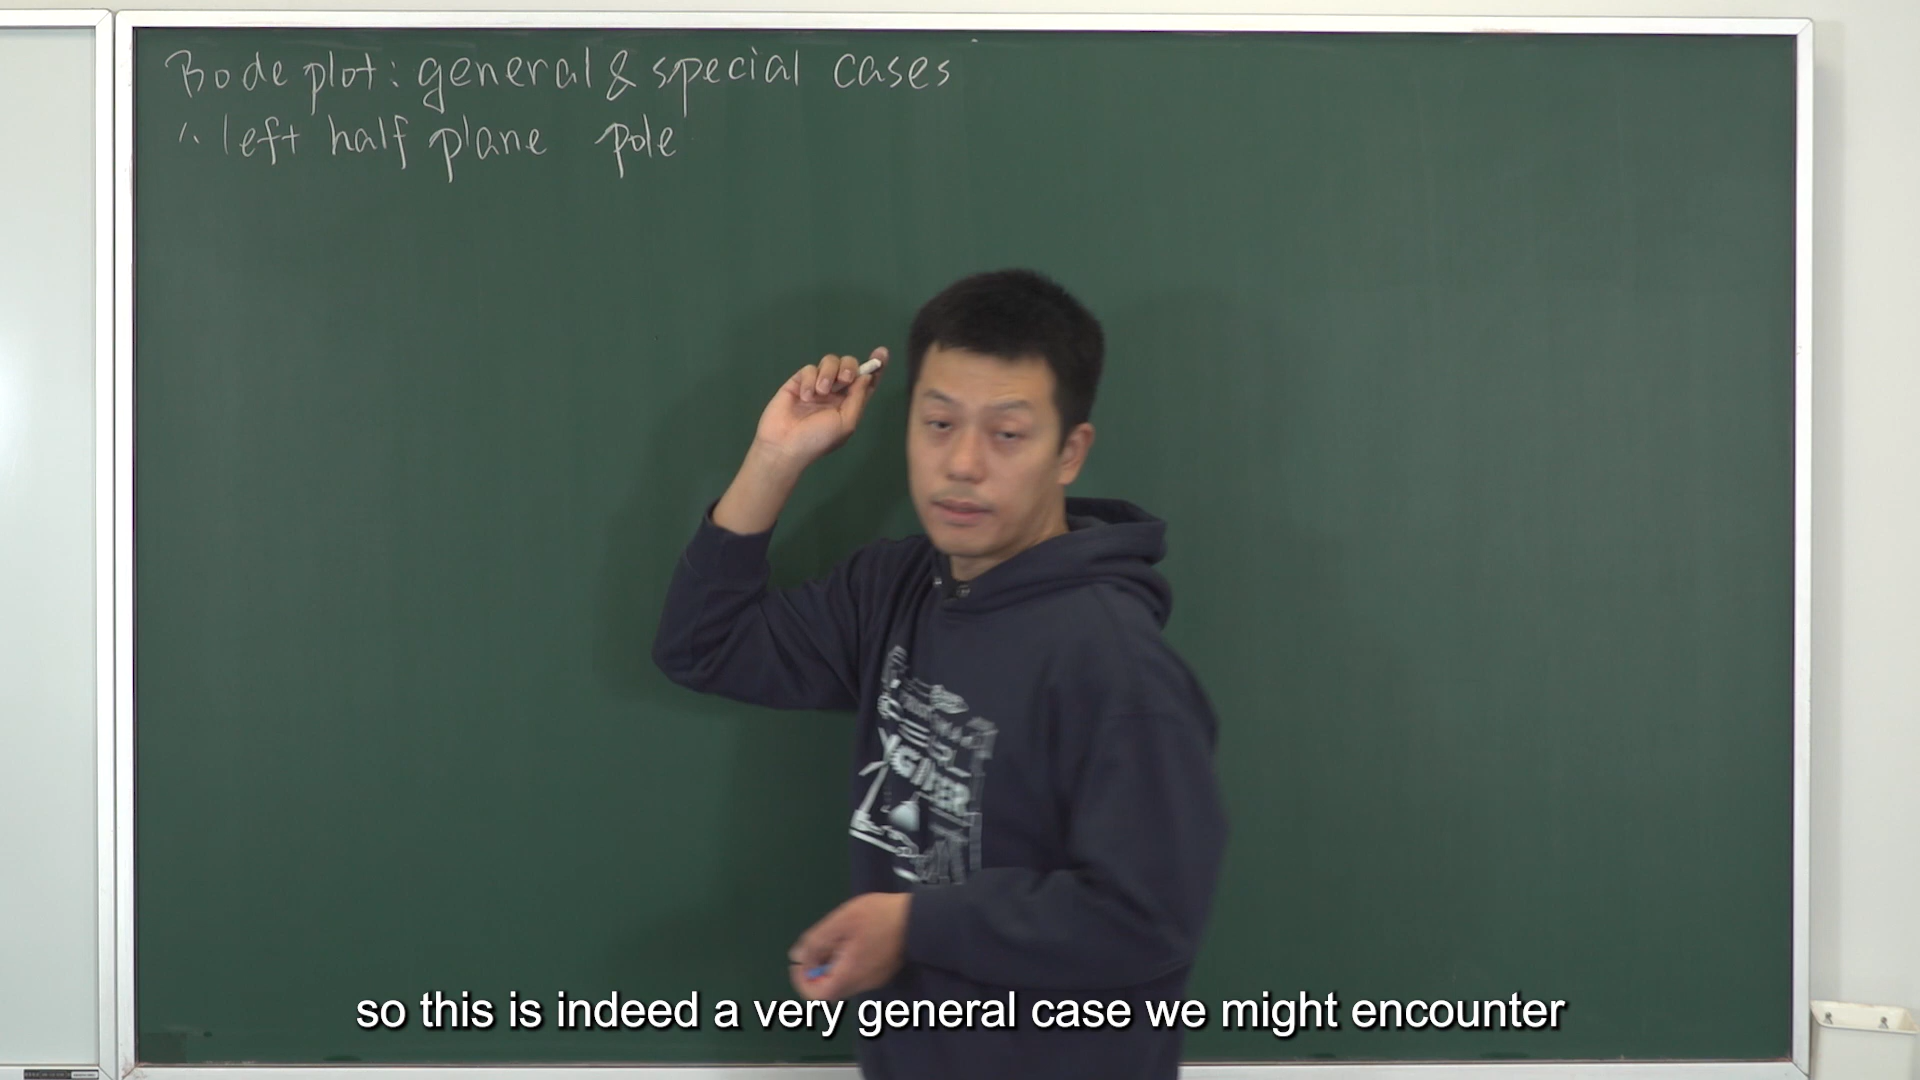 Bode plot: general & special cases
1. left half plane pole
so this is indeed a very general case we might encounter